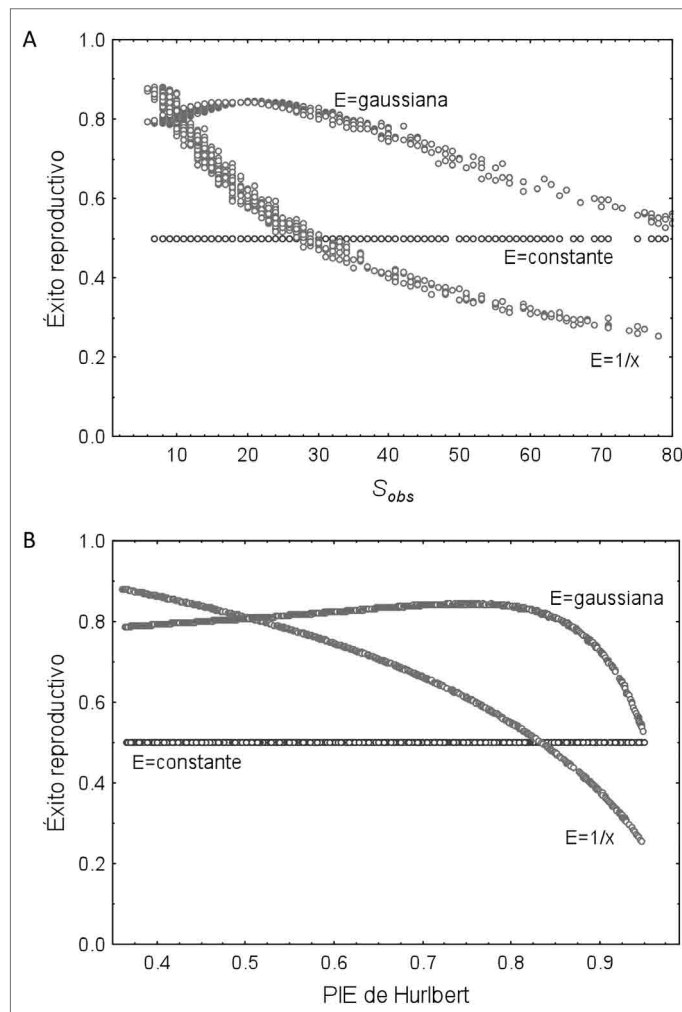 A
1.0
0.8
0.6
0.4
0.2
0.0
Éxito reproductivo
E=gaussiana
E=constante
E=1/x
10 20 30 40 50 60 70 80
S_obs
B
1.0
0.8
0.6
0.4
0.2
0.0
Éxito reproductivo
E=gaussiana
E=constante
E=1/x
0.4 0.5 0.6 0.7 0.8 0.9
PIE de Hurlbert